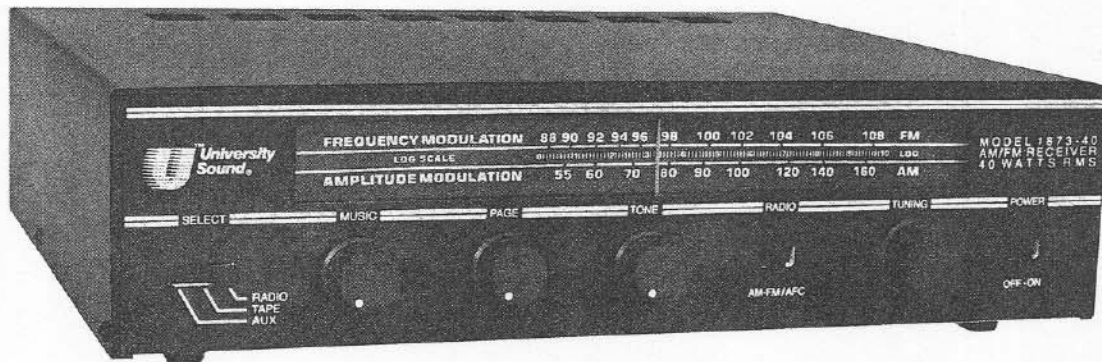 University
Sound®
FREQUENCY MODULATION 88 90 92 94 96 98 100 102 104 106 108 FM
LOG SCALE LOG
AMPLITUDE MODULATION 55 60 70 80 90 100 120 140 160 AM
MODEL 1873-40
AM/FM RECEIVER
40 WATTS RMS
SELECT MUSIC PAGE TONE RADIO TUNING POWER
RADIO
TAPE
AUX
AM-FM/AFC
OFF-ON